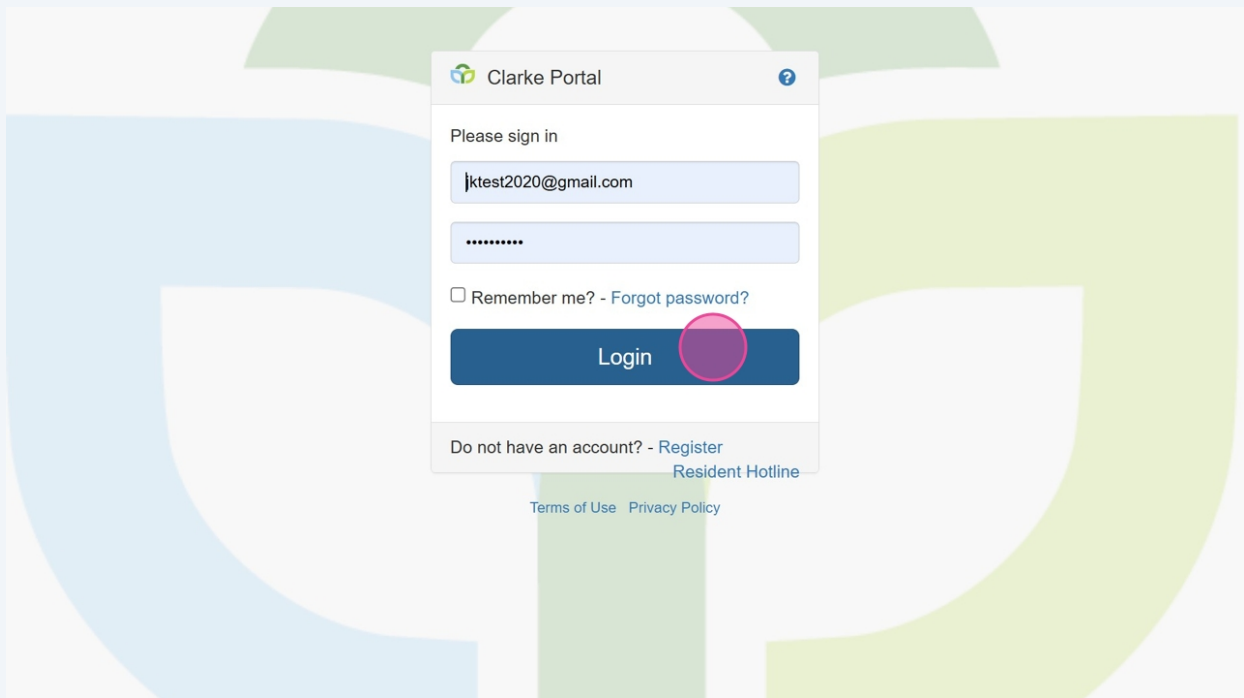 Clarke Portal
Please sign in
jktest2020@gmail.com
••••••••••
Remember me? - Forgot password?
Login
Do not have an account? - Register
Resident Hotline
Terms of Use Privacy Policy